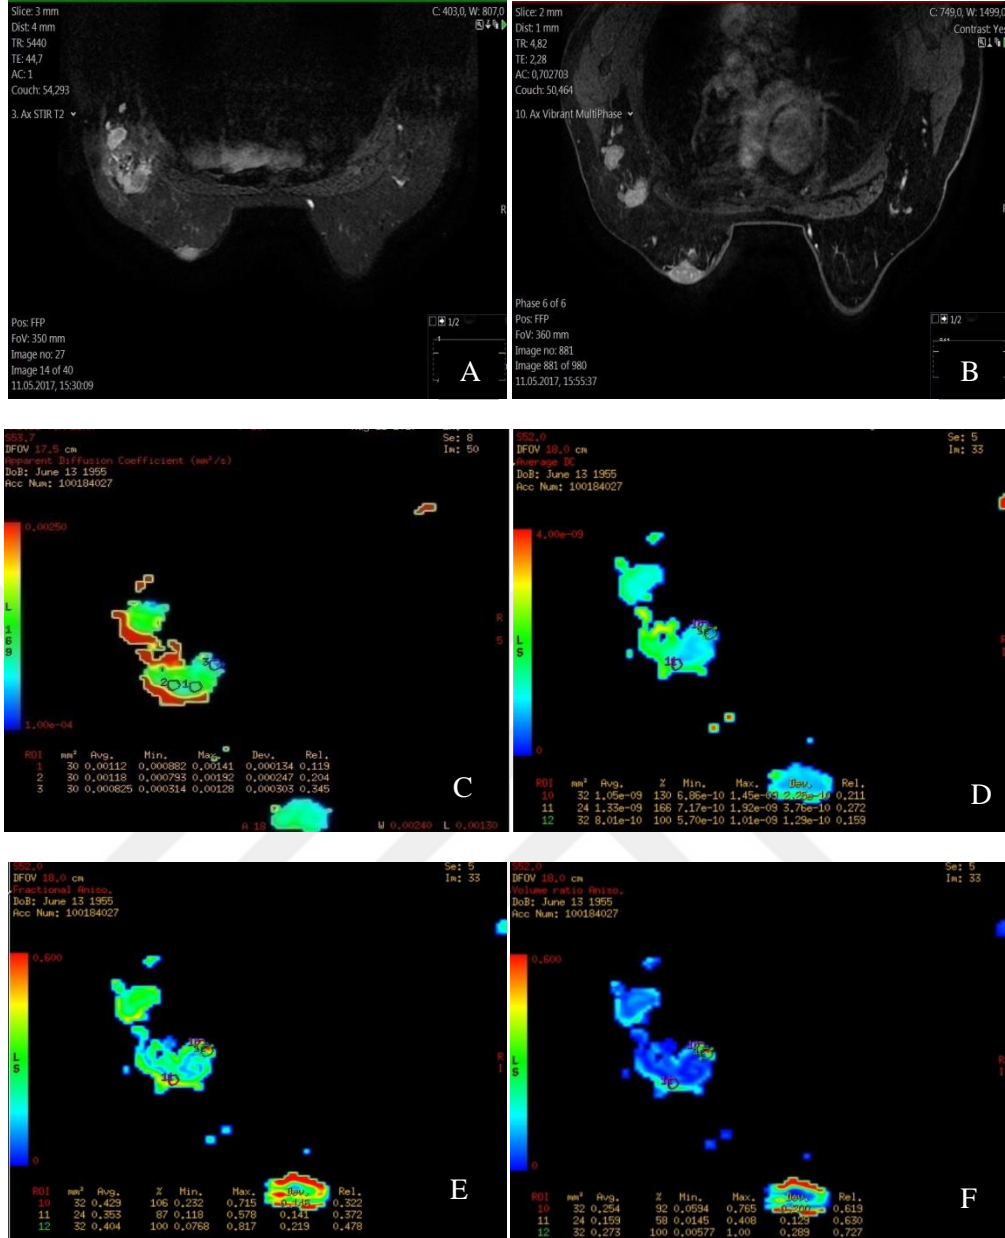 Slice: 3 mm
Dist: 4 mm
TR: 5440
TE: 44,7
AC: 1
Couch: 54,293
3. Ax STIR T2
C: 403,0, W: 807,0
R
Pos: FFP
FoV: 350 mm
Image no: 27
Image 14 of 40
11.05.2017, 15:30:09
1/2
A
Slice: 2 mm
Dist: 1 mm
TR: 4,82
TE: 2,28
AC: 0,702703
Couch: 50,464
10. Ax Vibrant MultiPhase
C: 749,0, W: 1499,0
Contrast: Yes
R
Phase 6 of 6
Pos: FFP
FoV: 360 mm
Image no: 881
Image 881 of 980
11.05.2017, 15:55:37
1/2
B
S53.7
DFOV 17.5 cm
Apparent Diffusion Coefficient (mm²/s)
DoB: June 13 1955
Acc Num: 100184027
Se: 8
Im: 50
0.00250
1.00e-04
3
2 1
ROI mm² Avg. Min. Max. Dev. Rel.
1 30 0.00112 0.000882 0.00141 0.000134 0.119
2 30 0.00118 0.000793 0.00192 0.000247 0.204
3 30 0.000825 0.000314 0.00128 0.000303 0.345
A 18 W 0.00240 L 0.00130
C
S52.0
DFOV 18.0 cm
Average DC
DoB: June 13 1955
Acc Num: 100184027
Se: 5
Im: 33
4.00e-09
L
S
0
11
ROI mm² Avg. % Min. Max. Dev. Rel.
10 32 1.05e-09 130 6.86e-10 1.45e-09 2.26e-10 0.211
11 24 1.33e-09 166 7.17e-10 1.92e-09 3.76e-10 0.272
12 32 8.01e-10 100 5.70e-10 1.01e-09 1.29e-10 0.159
D
S52.0
DFOV 18.0 cm
Fractional Aniso.
DoB: June 13 1955
Acc Num: 100184027
Se: 5
Im: 33
0.600
L
S
R
I
0
11
ROI mm² Avg. % Min. Max. Dev. Rel.
10 32 0.429 106 0.232 0.715 0.322
11 24 0.353 87 0.118 0.578 0.141 0.372
12 32 0.404 100 0.0768 0.817 0.219 0.478
E
S52.0
DFOV 18.0 cm
Volume ratio Aniso.
DoB: June 13 1955
Acc Num: 100184027
Se: 5
Im: 33
0.600
L
S
R
I
0
11
ROI mm² Avg. % Min. Max. Dev. Rel.
10 32 0.254 92 0.0594 0.765 0.619
11 24 0.159 58 0.0145 0.408 0.129 0.630
12 32 0.273 100 0.00577 1.00 0.289 0.727
F